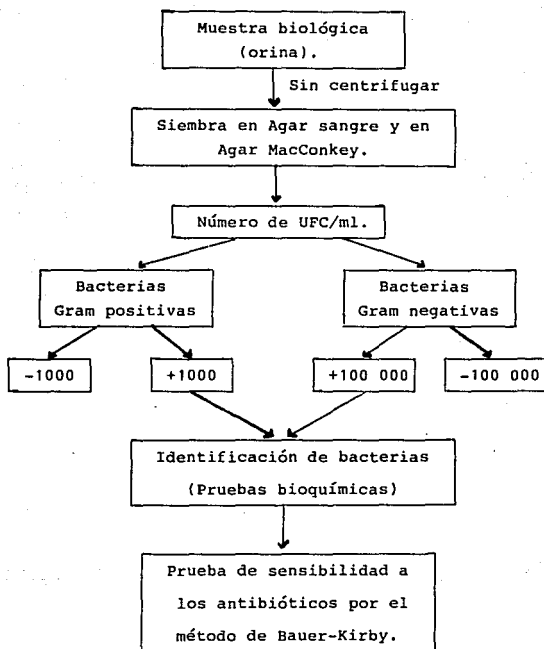 Muestra biológica
(orina).
Sin centrifugar
Siembra en Agar sangre y en
Agar MacConkey.
Número de UFC/ml.
Bacterias
Gram positivas
Bacterias
Gram negativas
-1000
+1000
+100 000
-100 000
Identificación de bacterias
(Pruebas bioquímicas)
Prueba de sensibilidad a
los antibióticos por el
método de Bauer-Kirby.